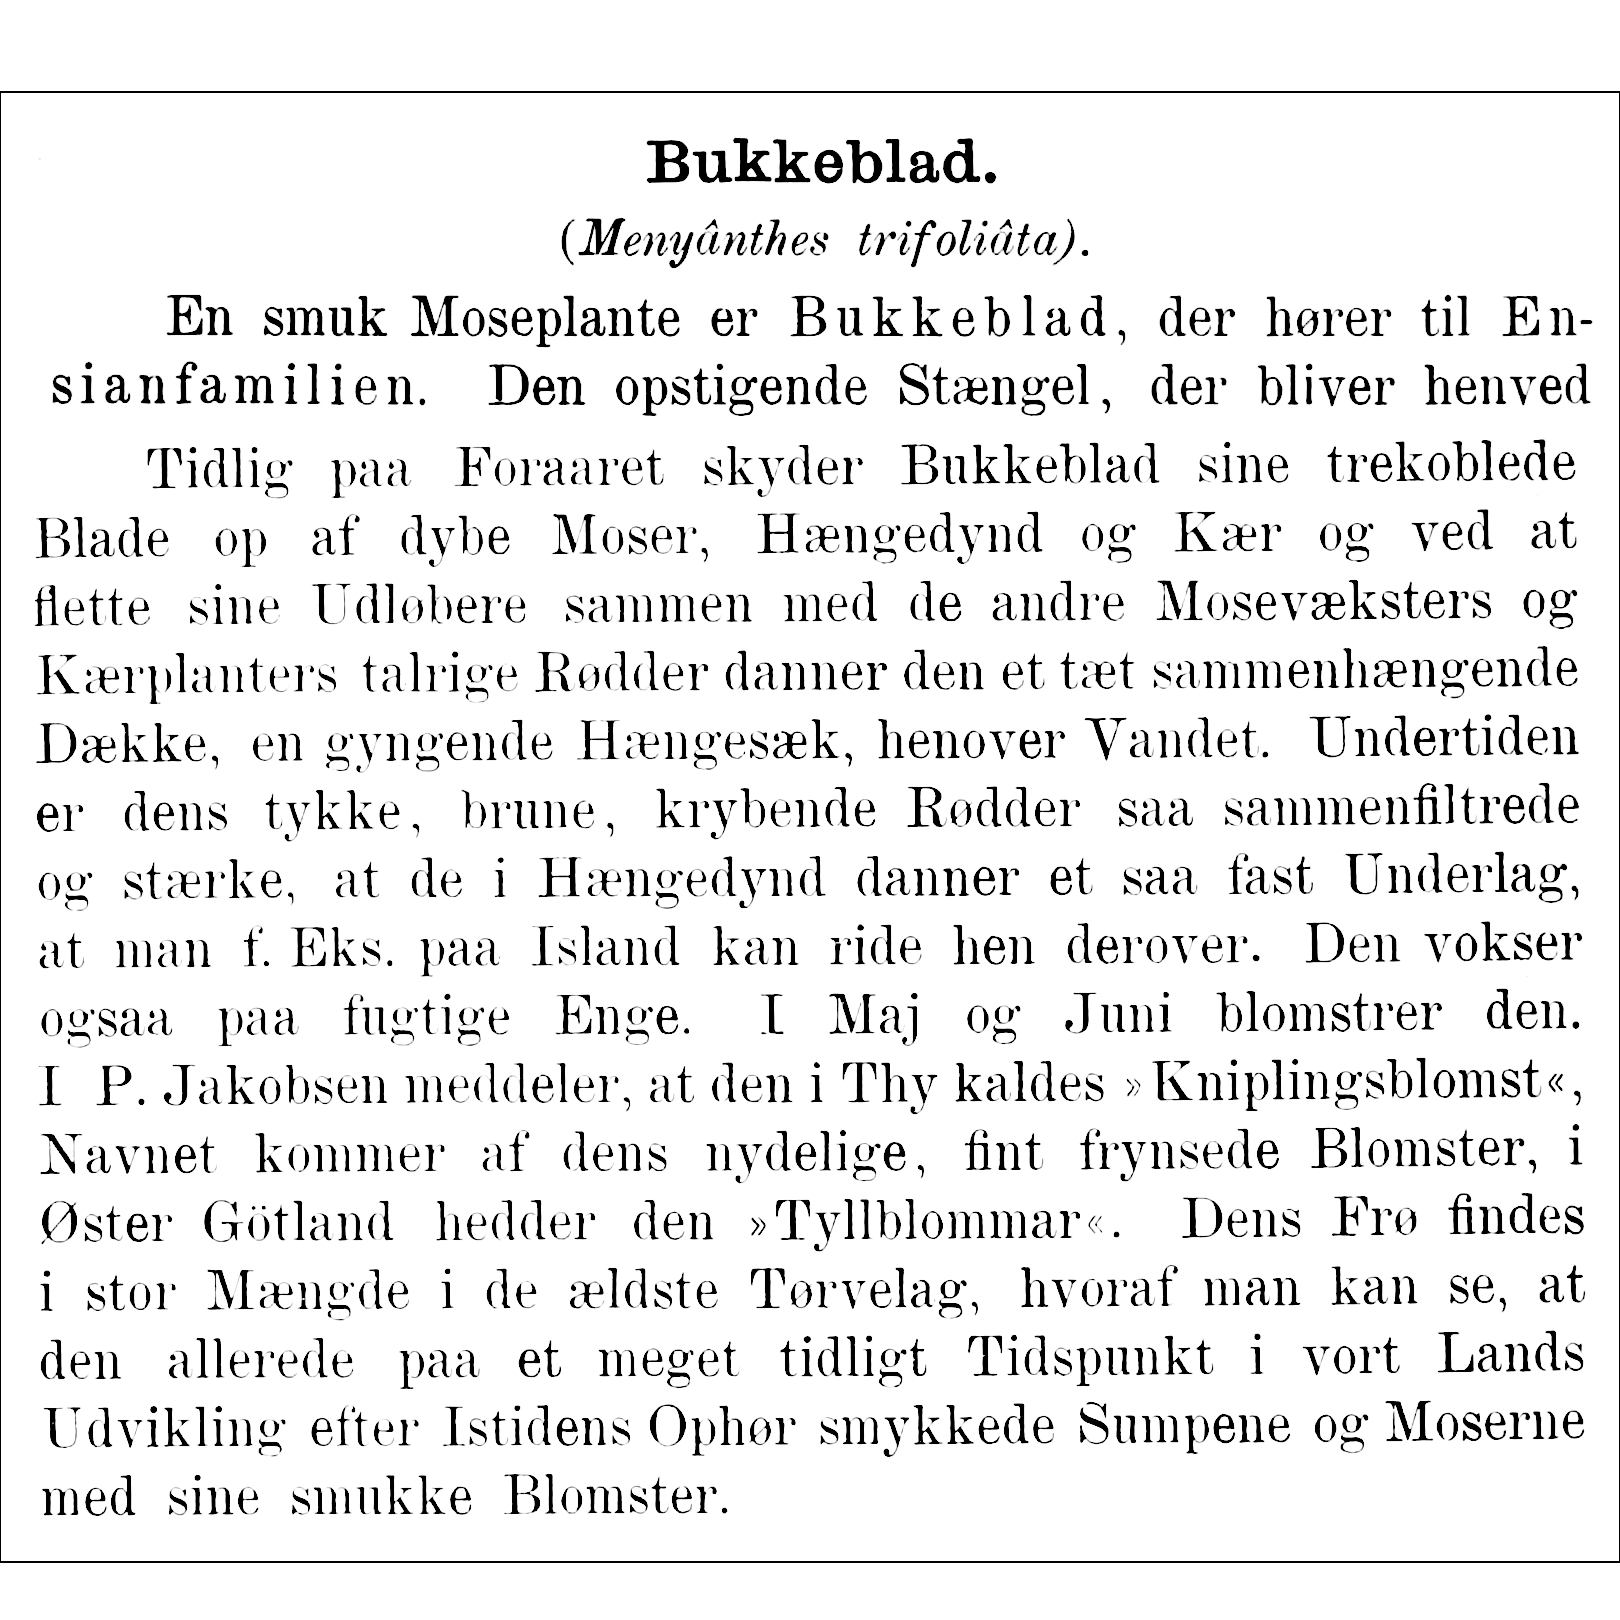 Bukkeblad.
(Menyânthes trifoliâta).
En smuk Moseplante er Bukkeblad, der hører til En-
sianfamilien. Den opstigende Stængel, der bliver henved
Tidlig paa Foraaret skyder Bukkeblad sine trekoblede
Blade op af dybe Moser, Hængedynd og Kær og ved at
flette sine Udløbere sammen med de andre Mosevæksters og
Kærplanters talrige Rødder danner den et tæt sammenhængende
Dække, en gyngende Hængesæk, henover Vandet. Undertiden
er dens tykke, brune, krybende Rødder saa sammenfiltrede
og stærke, at de i Hængedynd danner et saa fast Underlag,
at man f. Eks. paa Island kan ride hen derover. Den vokser
ogsaa paa fugtige Enge. I Maj og Juni blomstrer den.
I P. Jakobsen meddeler, at den i Thy kaldes »Kniplingsblomst«,
Navnet kommer af dens nydelige, fint frynsede Blomster, i
Øster Götland hedder den »Tyllblommar«. Dens Frø findes
i stor Mængde i de ældste Tørvelag, hvoraf man kan se, at
den allerede paa et meget tidligt Tidspunkt i vort Lands
Udvikling efter Istidens Ophør smykkede Sumpene og Moserne
med sine smukke Blomster.